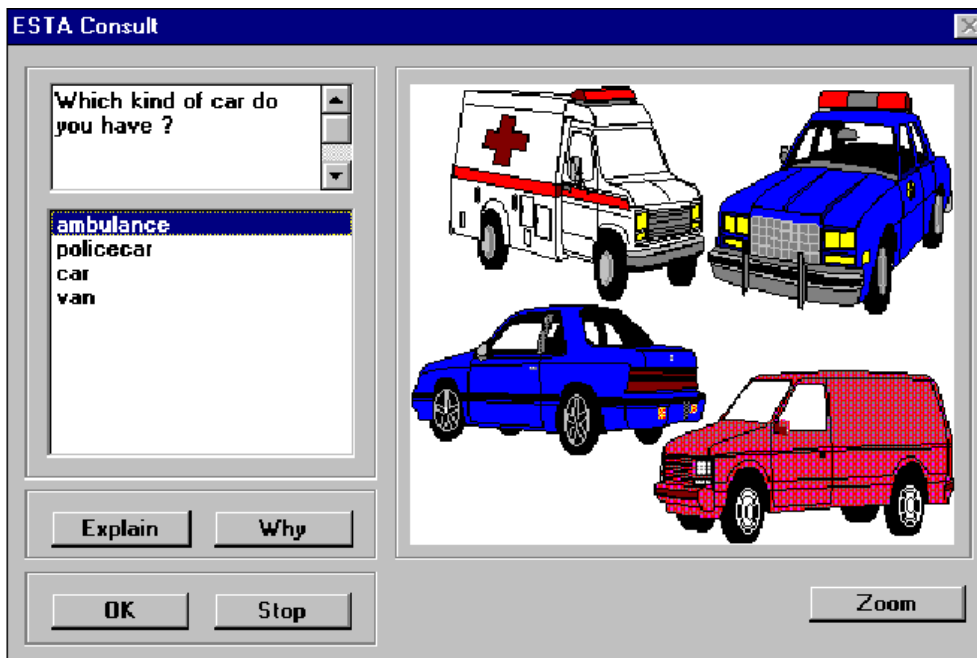 ESTA Consult
Which kind of car do
you have ?
ambulance
policecar
car
van
Explain
Why
OK
Stop
Zoom